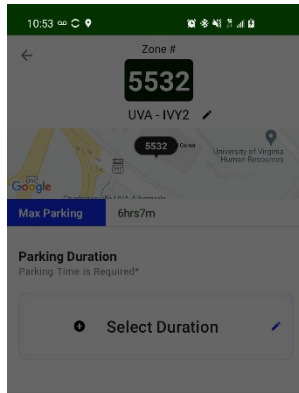 10:53
Zone #
5532
UVA - IVY2
5532
Corner
University of Virginia
Human Resources
Google
Max Parking 6hrs7m
Parking Duration
Parking Time is Required*
Select Duration